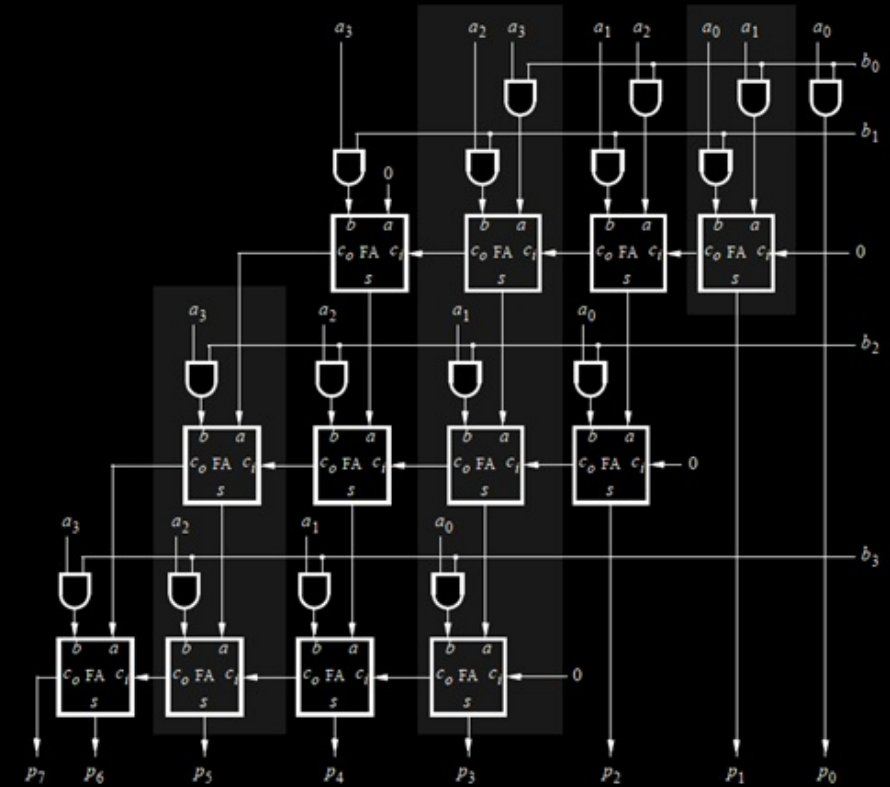 a3 a2 a3 a1 a2 a0 a1 a0
b0
b1
0
b a b a b a b a
co FA ci co FA ci co FA ci co FA ci 0
s s s s
a3 a2 a1 a0
b2
b a b a b a b a
co FA ci co FA ci co FA ci co FA ci 0
s s s s
a3 a2 a1 a0
b3
b a b a b a b a
co FA ci co FA ci co FA ci co FA ci 0
s s s s
p7 p6 p5 p4 p3 p2 p1 p0